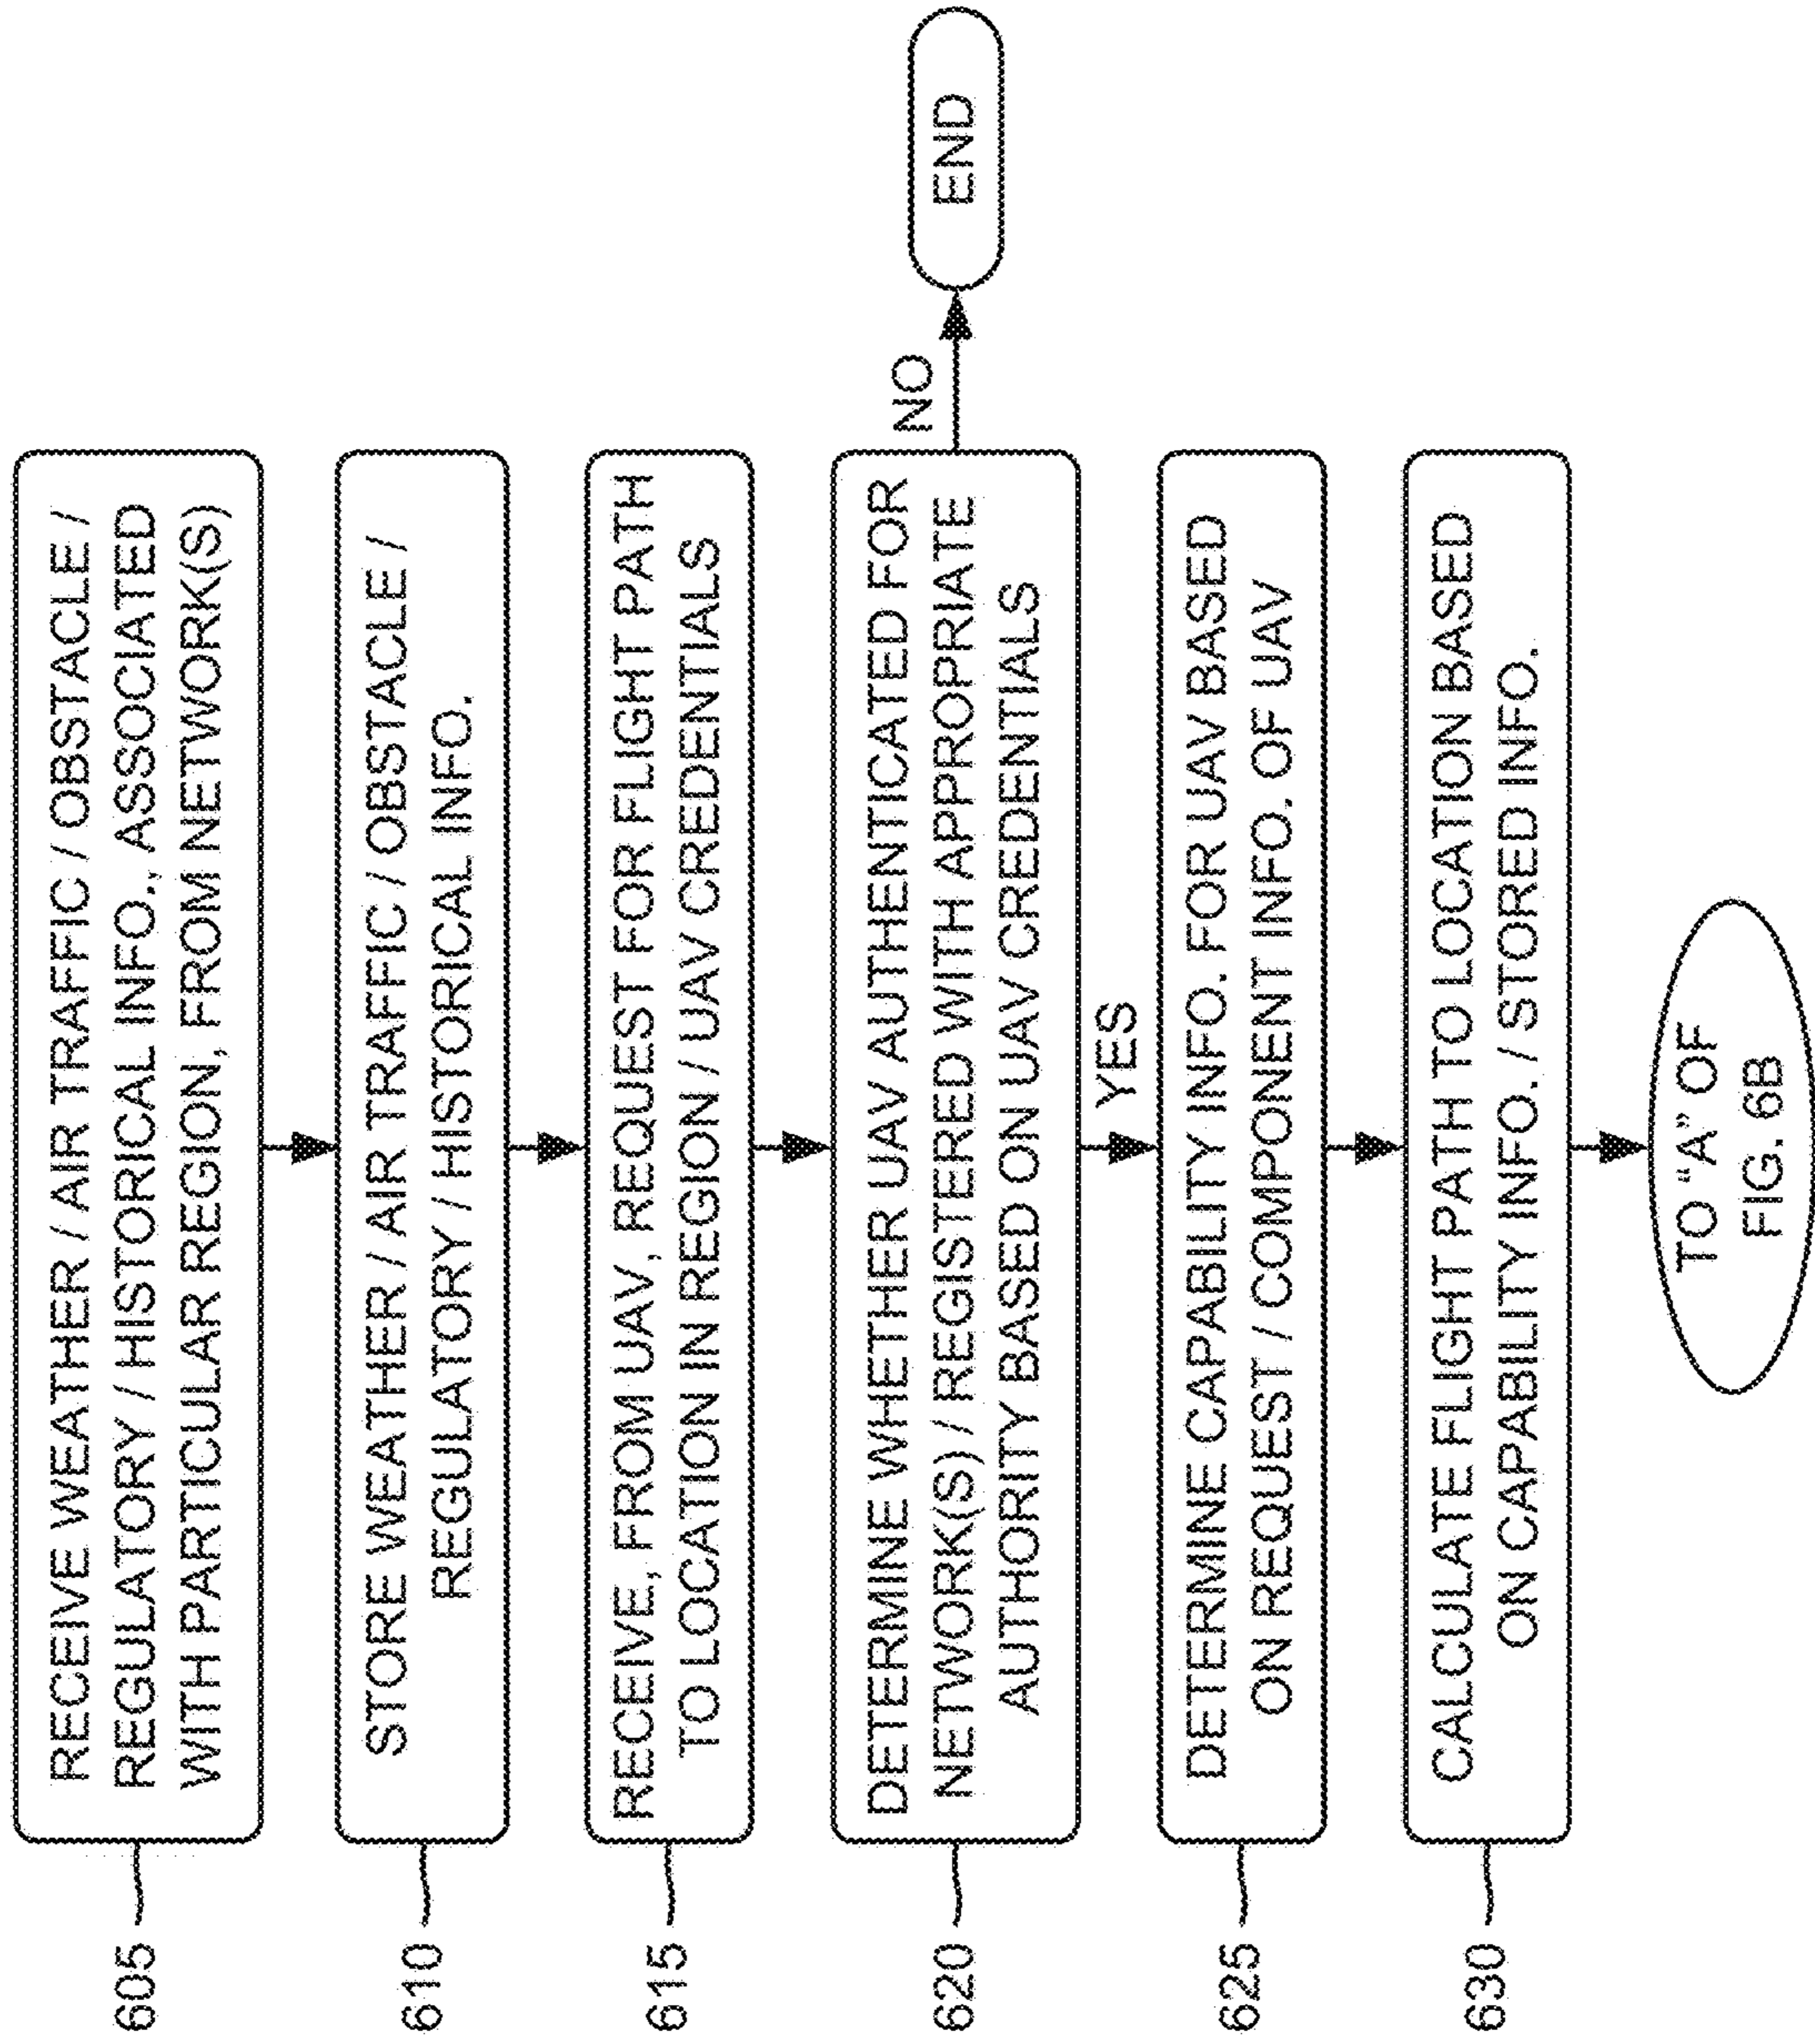 605
RECEIVE WEATHER / AIR TRAFFIC / OBSTACLE /
REGULATORY / HISTORICAL INFO., ASSOCIATED
WITH PARTICULAR REGION, FROM NETWORK(S)
610
STORE WEATHER / AIR TRAFFIC / OBSTACLE /
REGULATORY / HISTORICAL INFO.
615
RECEIVE, FROM UAV, REQUEST FOR FLIGHT PATH
TO LOCATION IN REGION / UAV CREDENTIALS
620
DETERMINE WHETHER UAV AUTHENTICATED FOR
NETWORK(S) / REGISTERED WITH APPROPRIATE
AUTHORITY BASED ON UAV CREDENTIALS
NO
END
YES
625
DETERMINE CAPABILITY INFO. FOR UAV BASED
ON REQUEST / COMPONENT INFO. OF UAV
630
CALCULATE FLIGHT PATH TO LOCATION BASED
ON CAPABILITY INFO. / STORED INFO.
TO “A” OF
FIG. 6B